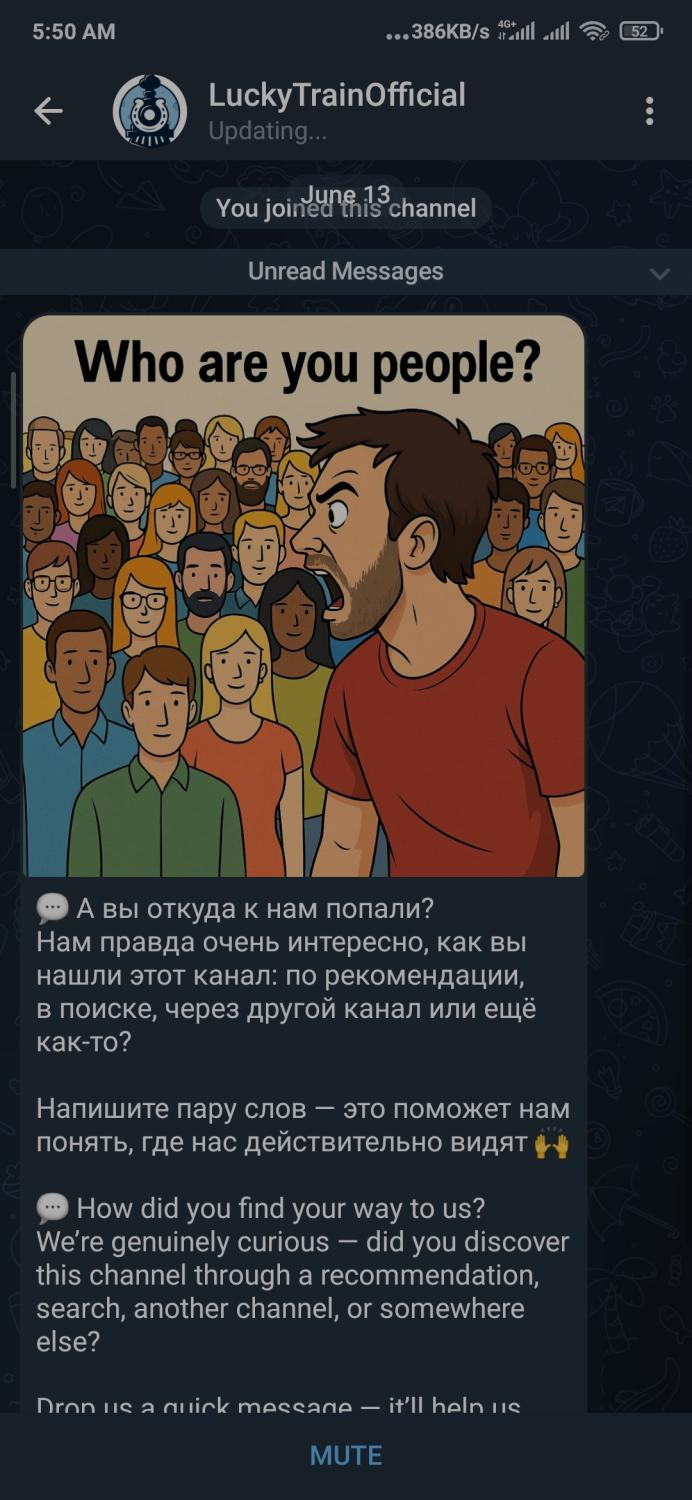 5:50 AM
...386KB/s 4G+ 52
LuckyTrainOfficial
Updating...
June 13
You joined this channel
Unread Messages
Who are you people?
💬 А вы откуда к нам попали?
Нам правда очень интересно, как вы
нашли этот канал: по рекомендации,
в поиске, через другой канал или ещё
как-то?
Напишите пару слов — это поможет нам
понять, где нас действительно видят 🙌
💬 How did you find your way to us?
We’re genuinely curious — did you discover
this channel through a recommendation,
search, another channel, or somewhere
else?
Drop us a quick message — it’ll help us
MUTE